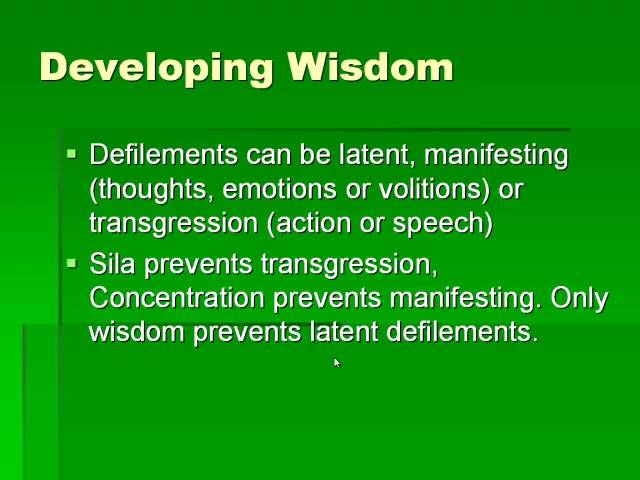 Developing Wisdom
Defilements can be latent, manifesting
(thoughts, emotions or volitions) or
transgression (action or speech)
Sila prevents transgression,
Concentration prevents manifesting. Only
wisdom prevents latent defilements.